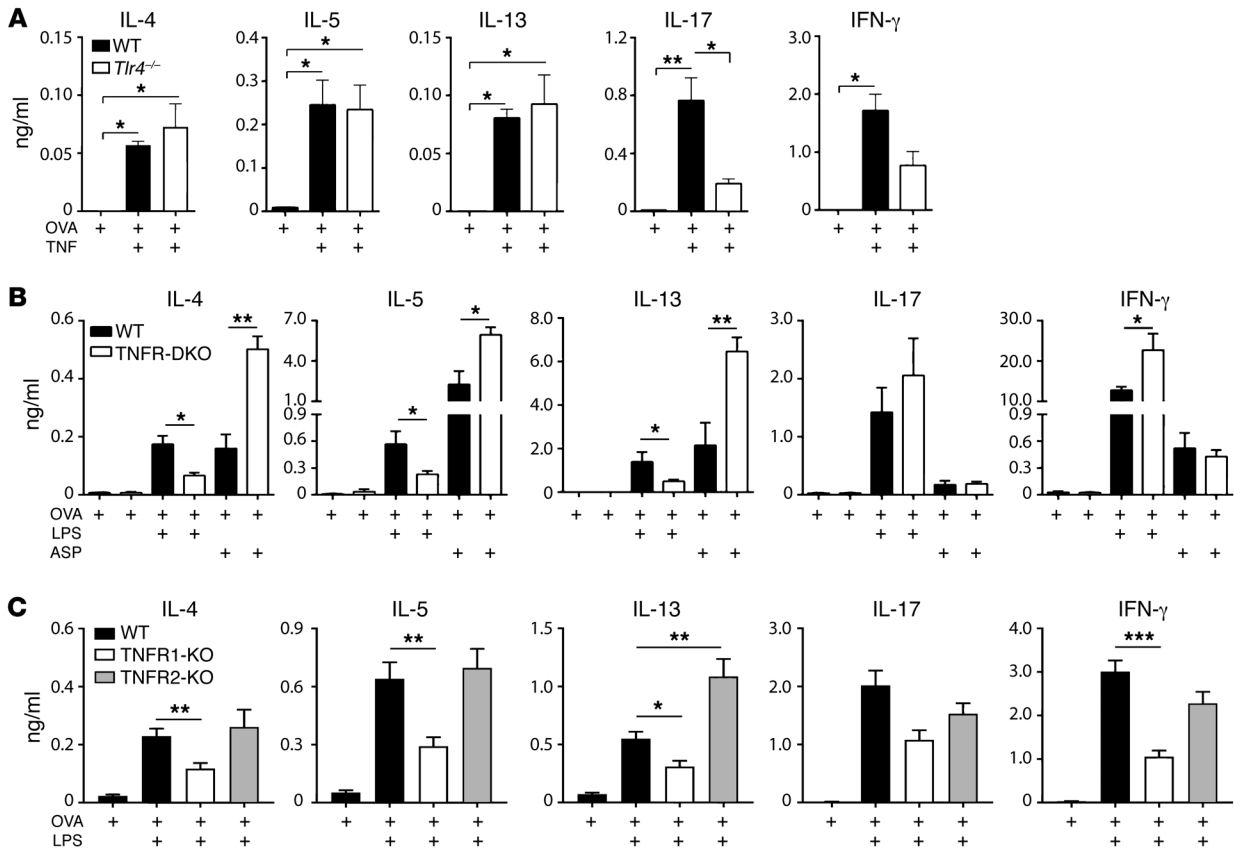 A
IL-4 IL-5 IL-13 IL-17 IFN-γ
ng/ml
WT
Tlr4–/–
0.15 0.10 0.05 0
0.4 0.3 0.2 0.1 0
0.15 0.10 0.05 0
1.2 0.8 0.4 0
3.0 2.0 1.0 0
* *
* *
* *
** *
*
OVA + + + + + + + + + + + + + + +
TNF + + + + + + + + + +
B
IL-4 IL-5 IL-13 IL-17 IFN-γ
ng/ml
WT
TNFR-DKO
0.6 0.4 0.2 0
7.0 4.0 1.0 0.9 0.6 0.3 0
8.0 6.0 4.0 2.0 0
3.0 2.0 1.0 0
30.0 20.0 10.0 0.9 0.6 0.3 0
* **
* *
* **
*
OVA + + + + + + + + + + + + + + + + + + + + + + + + + + + + + +
LPS + + + + + + + + + +
ASP + + + + + + + + + +
C
IL-4 IL-5 IL-13 IL-17 IFN-γ
ng/ml
WT
TNFR1-KO
TNFR2-KO
0.6 0.4 0.2 0
0.9 0.6 0.3 0
1.5 1.0 0.5 0
3.0 2.0 1.0 0
4.0 3.0 2.0 1.0 0
**
**
** *
***
OVA + + + + + + + + + + + + + + + + + + + +
LPS + + + + + + + + + + + + + + +